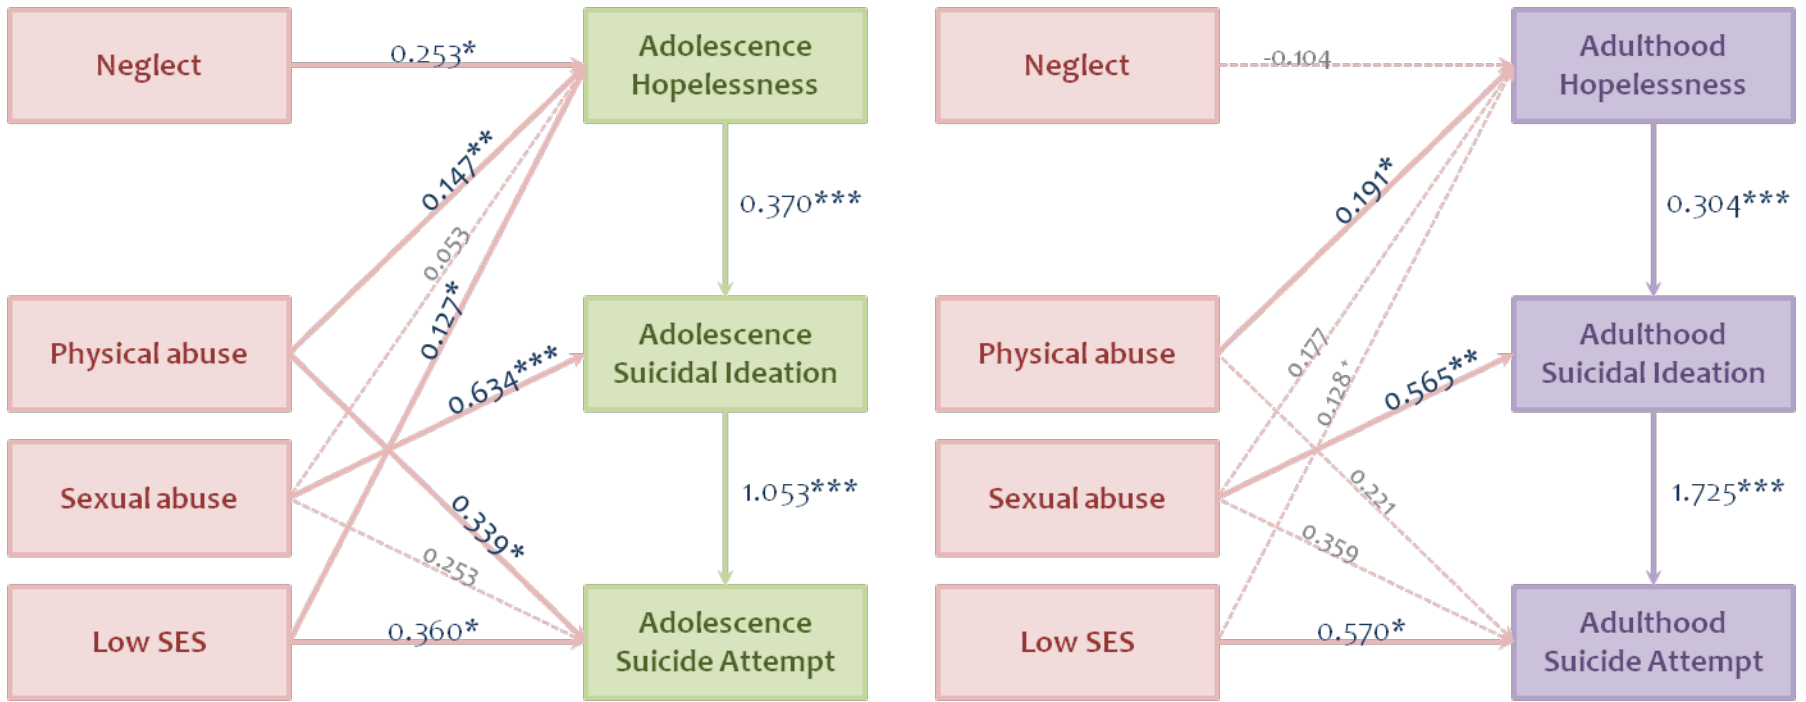 Neglect
0.253*
Adolescence
Hopelessness
0.147**
0.053
0.127*
0.370***
Physical abuse
Adolescence
Suicidal Ideation
0.634***
Sexual abuse
1.053***
0.339*
0.253
Low SES
0.360*
Adolescence
Suicide Attempt
Neglect
-0.104
Adulthood
Hopelessness
0.191*
0.304***
Physical abuse
0.177
0.128+
0.565**
Adulthood
Suicidal Ideation
Sexual abuse
0.221
0.359
1.725***
Low SES
0.570*
Adulthood
Suicide Attempt